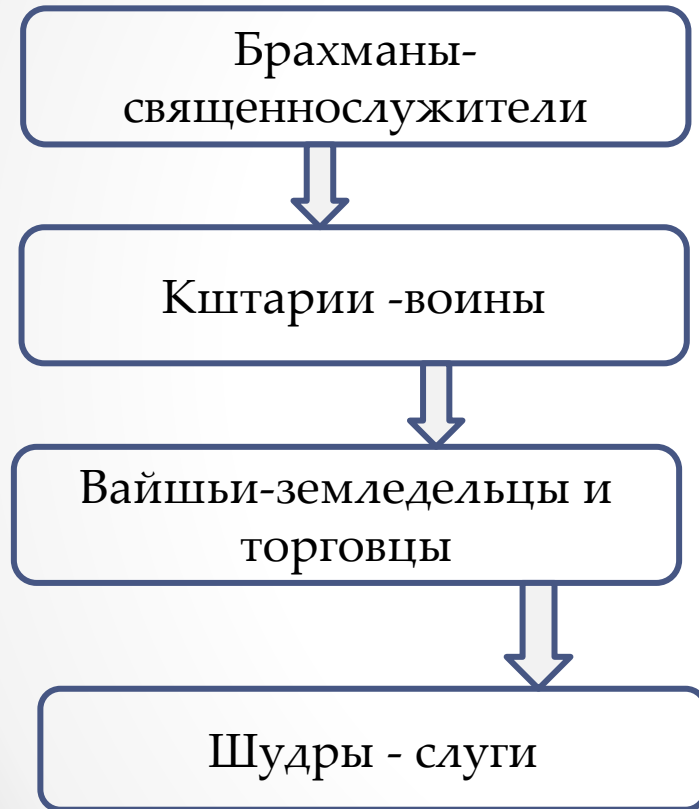 Брахманы-
священнослужители
Кштарии -воины
Вайшьи-земледельцы и
торговцы
Шудры - слуги